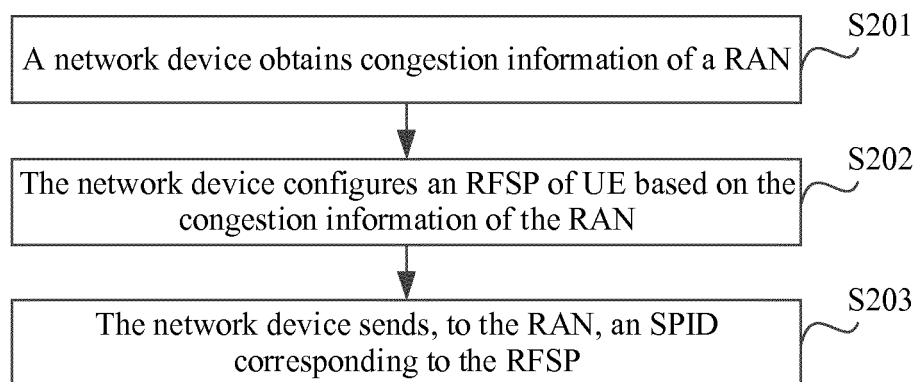 S201
A network device obtains congestion information of a RAN
S202
The network device configures an RFSP of UE based on the
congestion information of the RAN
S203
The network device sends, to the RAN, an SPID
corresponding to the RFSP